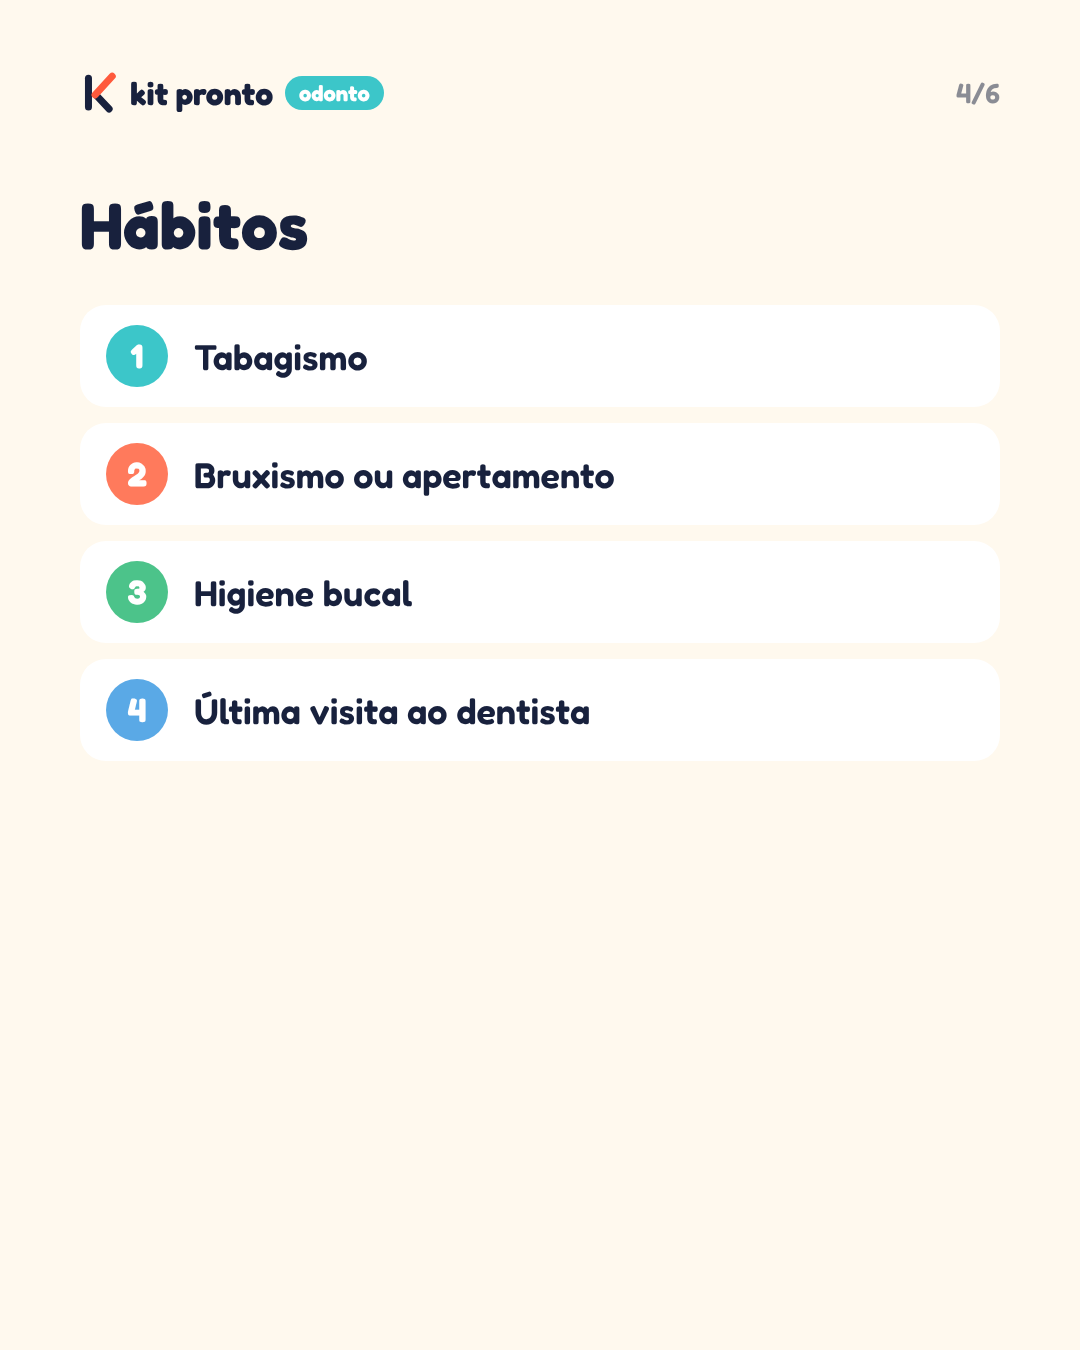 kit pronto odonto
4/6
Hábitos
1 Tabagismo
2 Bruxismo ou apertamento
3 Higiene bucal
4 Última visita ao dentista